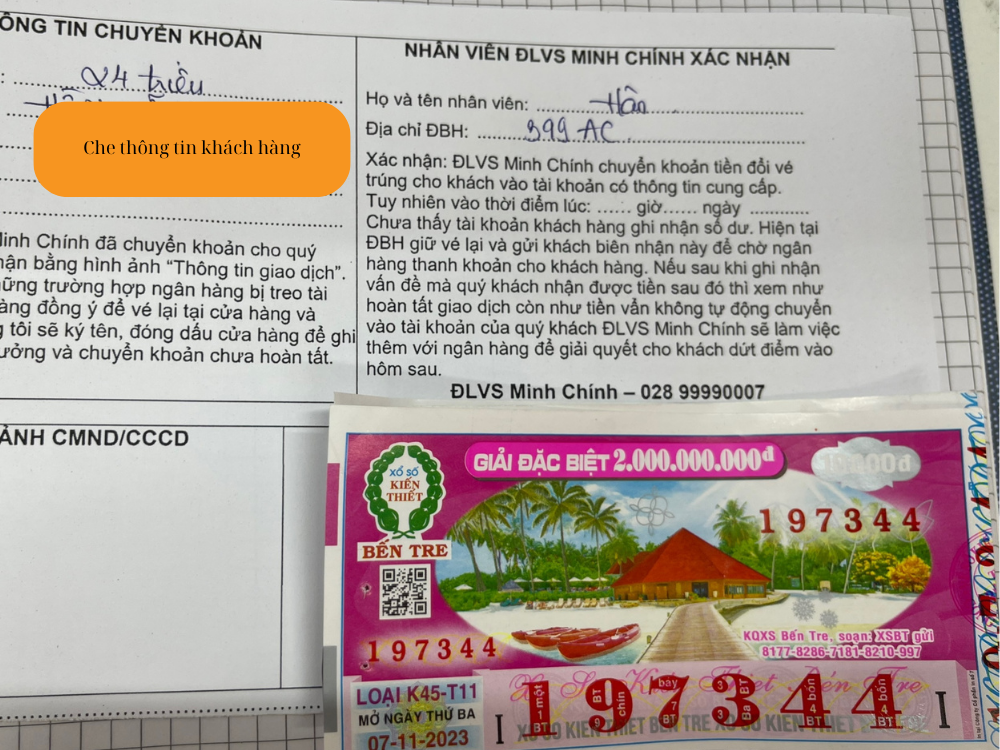 ÔNG TIN CHUYỂN KHOẢN
: 24 triệu
Che thông tin khách hàng
Minh Chính đã chuyển khoản cho quý
hận bằng hình ảnh “Thông tin giao dịch”.
ững trường hợp ngân hàng bị treo tài
àng đồng ý để vé lại tại cửa hàng và
g tôi sẽ ký tên, đóng dấu cửa hàng để ghi
ưởng và chuyển khoản chưa hoàn tất.
ẢNH CMND/CCCD
NHÂN VIÊN ĐLVS MINH CHÍNH XÁC NHẬN
Họ và tên nhân viên: Hân
Địa chỉ ĐBH: 399 AC
Xác nhận: ĐLVS Minh Chính chuyển khoản tiền đổi vé
trúng cho khách vào tài khoản có thông tin cung cấp.
Tuy nhiên vào thời điểm lúc: ...... giờ...... ngày ...........
Chưa thấy tài khoản khách hàng ghi nhận số dư. Hiện tại
ĐBH giữ vé lại và gửi khách biên nhận này để chờ ngân
hàng thanh khoản cho khách hàng. Nếu sau khi ghi nhận
vấn đề mà quý khách nhận được tiền sau đó thì xem như
hoàn tất giao dịch còn như tiền vẫn không tự động chuyển
vào tài khoản của quý khách ĐLVS Minh Chính sẽ làm việc
thêm với ngân hàng để giải quyết cho khách dứt điểm vào
hôm sau.
ĐLVS Minh Chính – 028 99990007
XỔ SỐ
KIẾN
THIẾT
BẾN TRE
GIẢI ĐẶC BIỆT 2.000.000.000đ
197344
197344
KQXS Bến Tre, soạn: XSBT gửi
8177-8286-7181-8210-997
LOẠI K45-T11
MỞ NGÀY THỨ BA
07-11-2023
I 197344 I